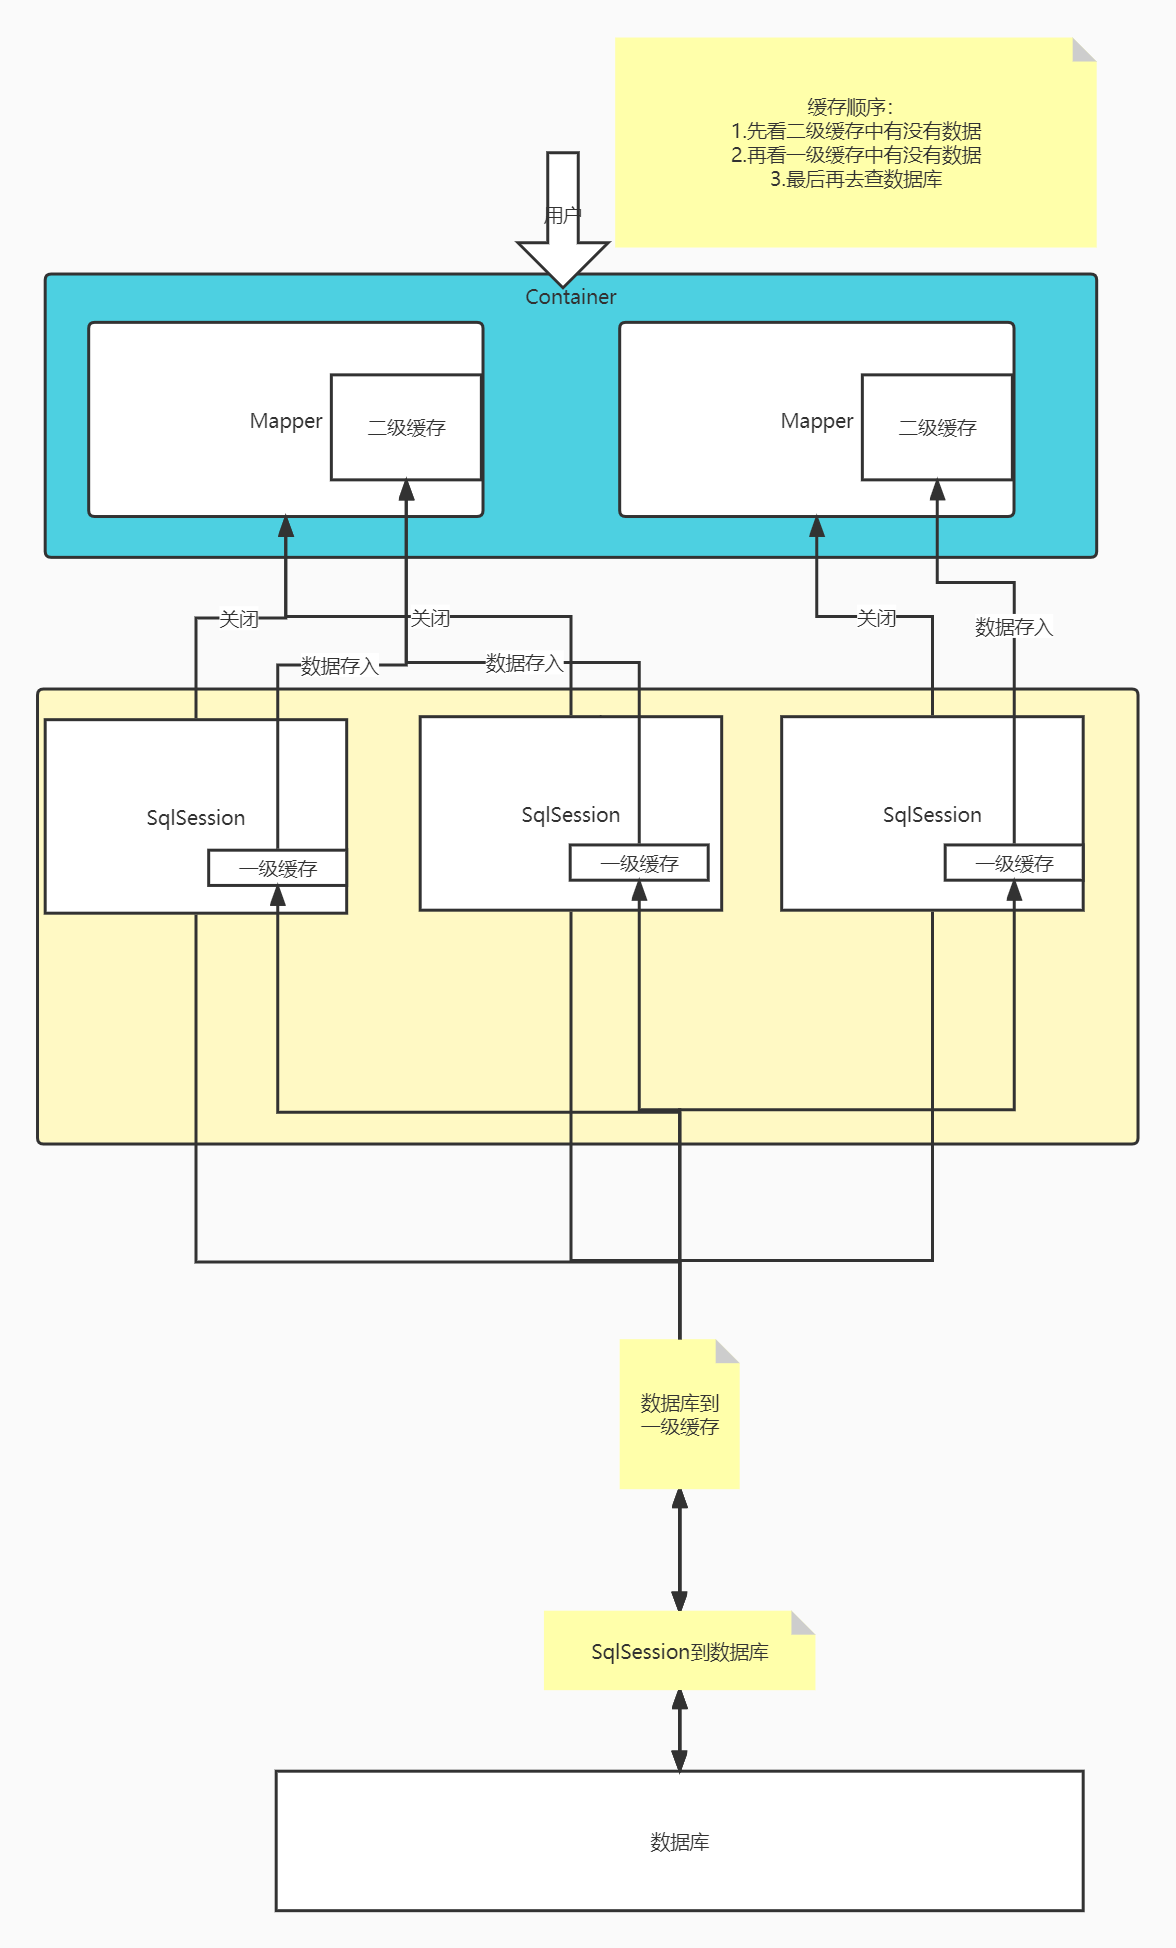 缓存顺序：
1.先看二级缓存中有没有数据
2.再看一级缓存中有没有数据
3.最后再去查数据库
用户
Container
Mapper
二级缓存
Mapper
二级缓存
关闭
关闭
关闭
数据存入
数据存入
数据存入
SqlSession
一级缓存
SqlSession
一级缓存
SqlSession
一级缓存
数据库到
一级缓存
SqlSession到数据库
数据库